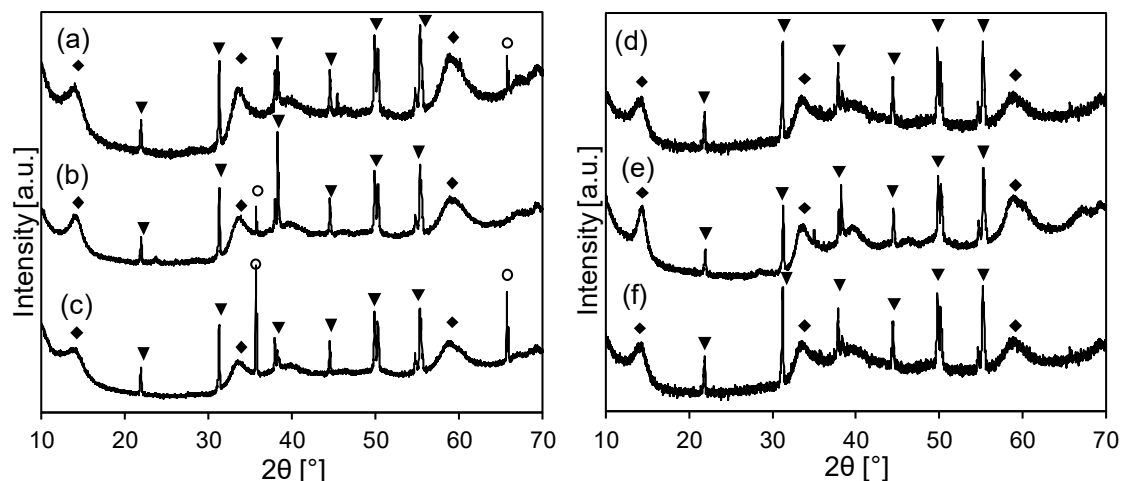 (a)
(b)
(c)
Intensity [a.u.]
10 20 30 40 50 60 70
2θ [°]
(d)
(e)
(f)
Intensity [a.u.]
10 20 30 40 50 60 70
2θ [°]